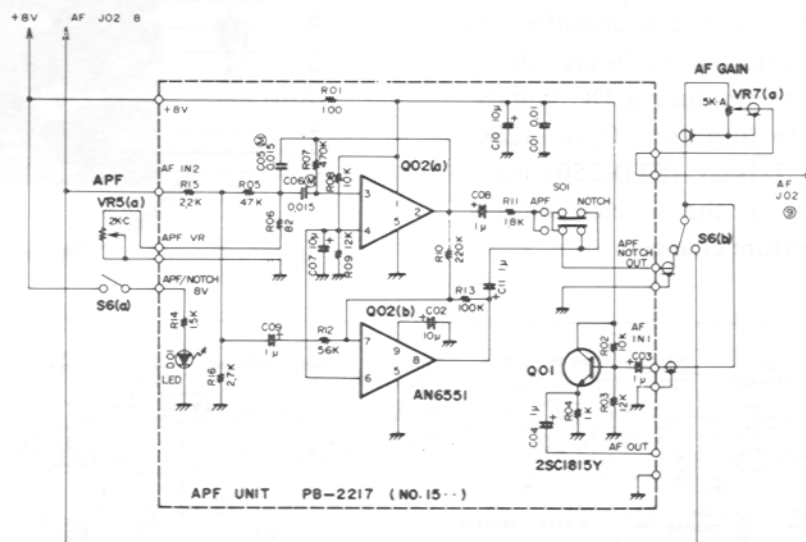 +8V
AF J02 8
AF GAIN
VR7(a)
5K-A
R01
100
+8V
C10 10µ
+
C01 0.01
C05 Ⓜ
0.015
R07
470K
R08
10K
Q02(a)
AF IN2
C06 Ⓜ
0.015
APF
R15
2.2K
R05
47K
3
1
2
4
5
C08
+
1µ
R11
1.8K
APF
S01
NOTCH
AF
J02
⑨
VR5(a)
2KC
R06
82
APF VR
C07 10µ
+
R09 12K
R10
220K
S6(b)
APF
NOTCH
OUT
S6(a)
APF/NOTCH
8V
Q02(b)
R13
100K
C11 1µ
+
R14
1.5K
C09
+
1µ
R12
56K
C02
+
10µ
AF
IN1
R02
10K
C03
+
1µ
D01
LED
R16
2.7K
7
9
8
6
5
AN6551
Q01
R04
1K
R03
12K
C04 1µ
+
2SC1815Y
AF OUT
APF UNIT PB-2217 (NO.15··)